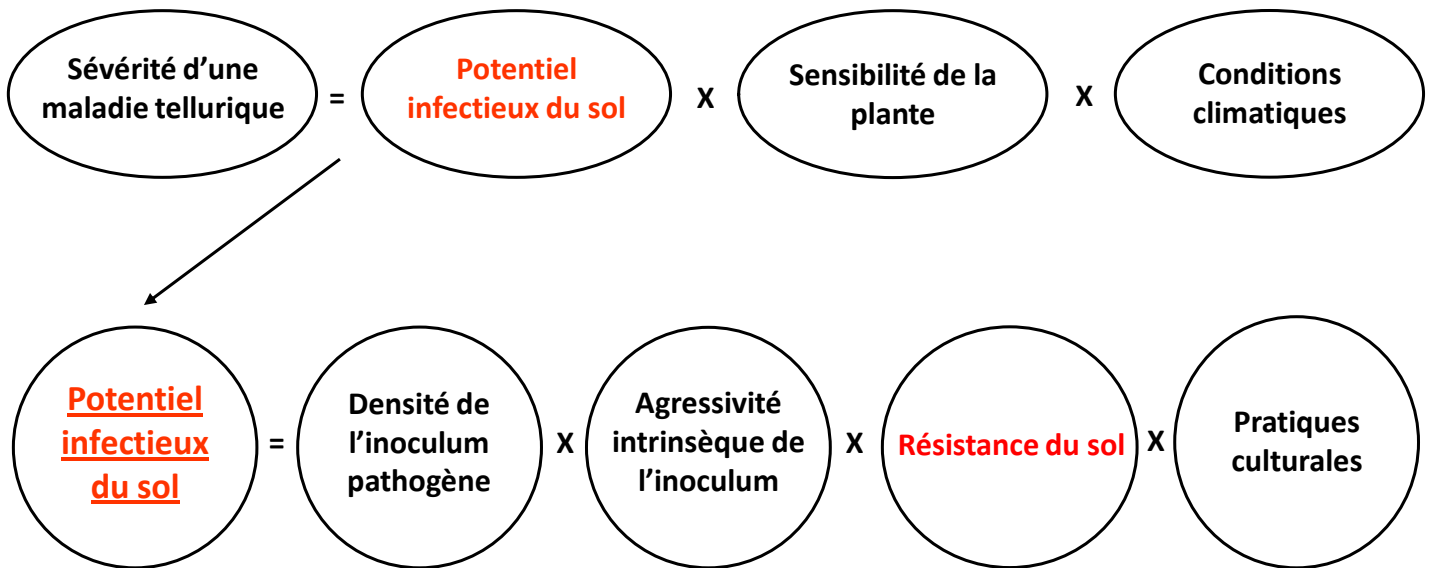 Sévérité d'une
maladie tellurique
=
Potentiel
infectieux du sol
X
Sensibilité de la
plante
X
Conditions
climatiques
Potentiel
infectieux
du sol
=
Densité de
l'inoculum
pathogène
X
Agressivité
intrinsèque de
l'inoculum
X
Résistance du sol
X
Pratiques
culturales